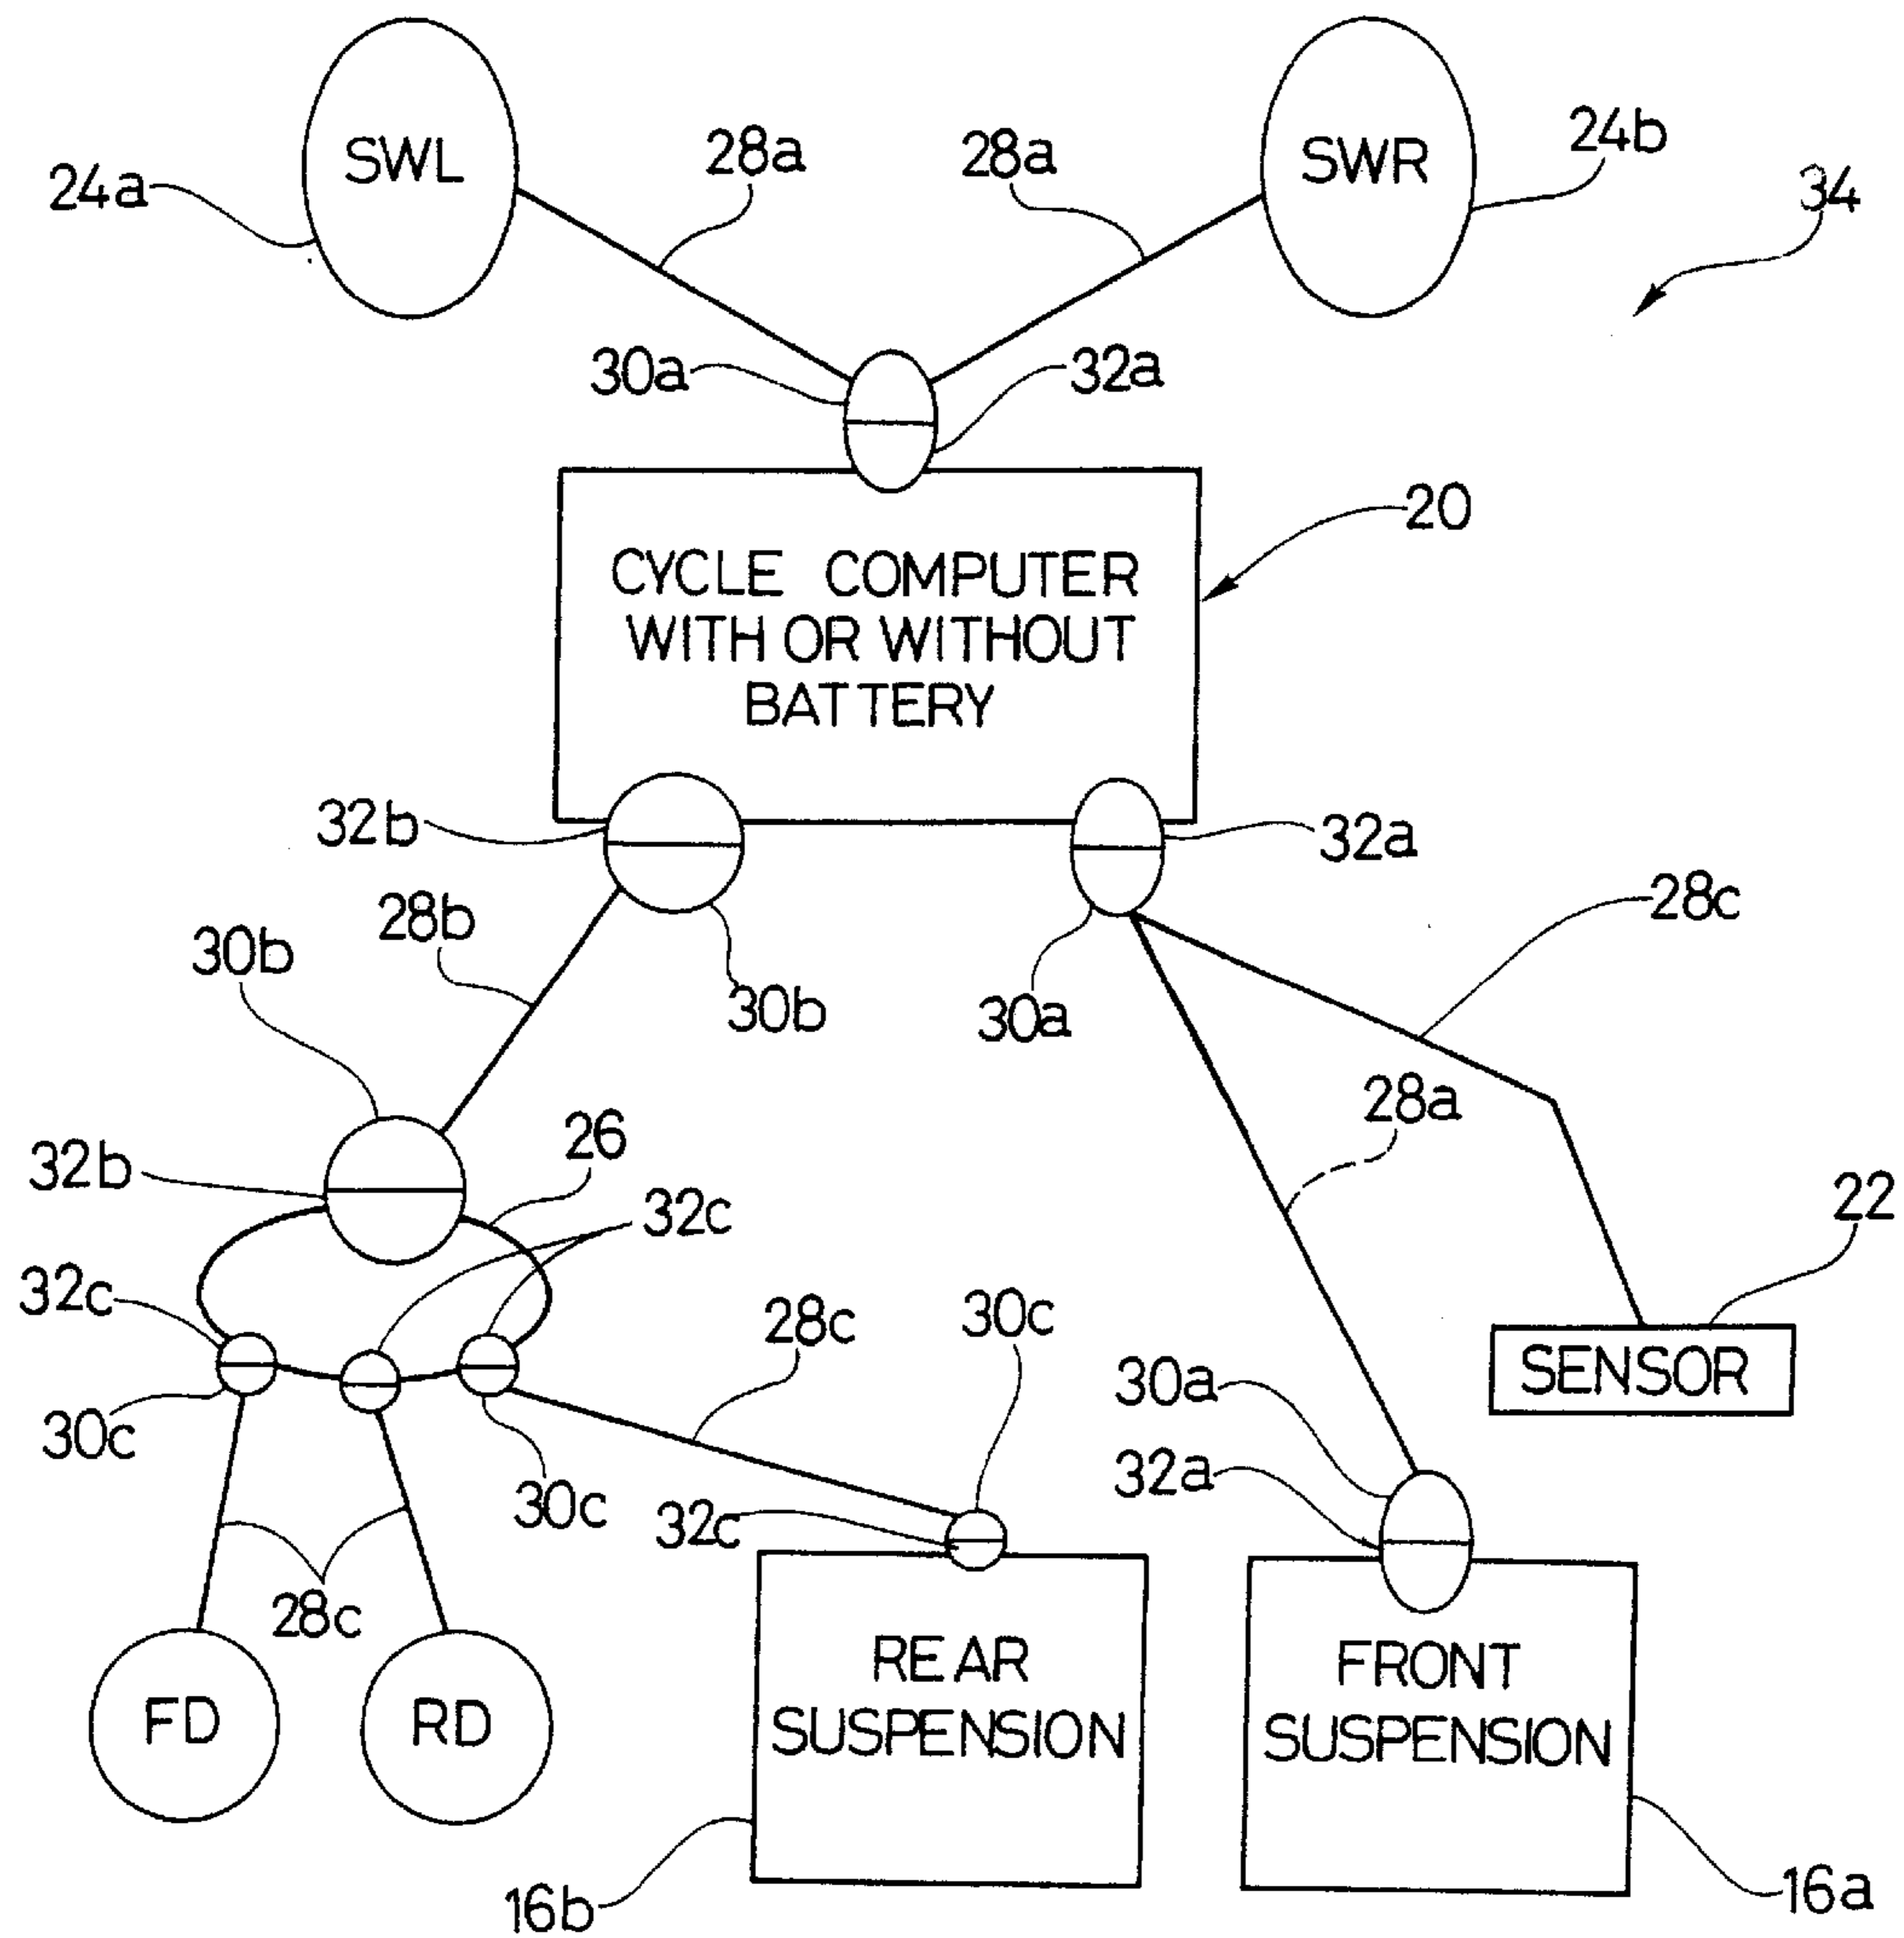 SWL
SWR
24a
28a
28a
24b
34
30a
32a
20
CYCLE COMPUTER
WITH OR WITHOUT
BATTERY
32b
32a
28b
28c
30b
30b
30a
28a
26
32b
32c
22
32c
28c
30c
SENSOR
30a
30c
32a
30c
32c
28c
REAR
SUSPENSION
FRONT
SUSPENSION
FD
RD
16b
16a